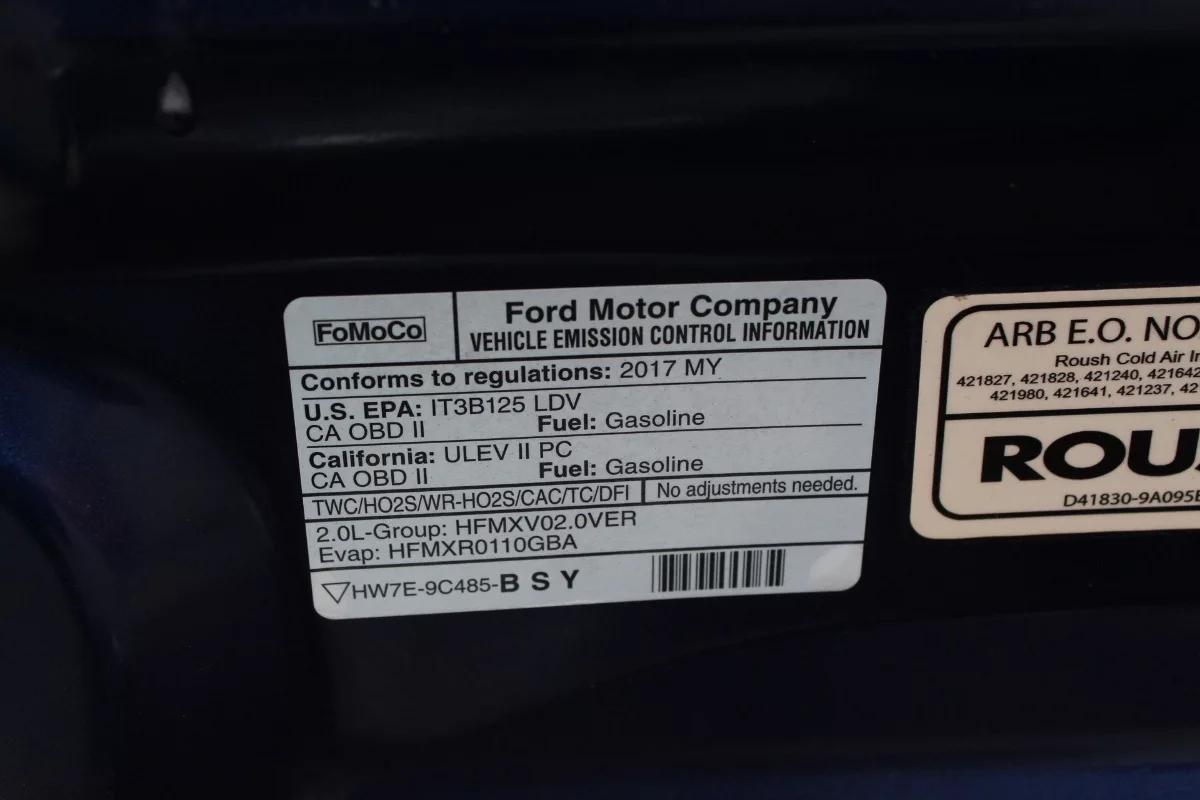 FoMoCo
Ford Motor Company
VEHICLE EMISSION CONTROL INFORMATION
Conforms to regulations: 2017 MY
U.S. EPA: IT3B125 LDV
CA OBD II Fuel: Gasoline
California: ULEV II PC
CA OBD II Fuel: Gasoline
TWC/HO2S/WR-HO2S/CAC/TC/DFI No adjustments needed.
2.0L-Group: HFMXV02.0VER
Evap: HFMXR0110GBA
HW7E-9C485-B S Y
ARB E.O. NO
Roush Cold Air
421827, 421828, 421240, 421642
421980, 421641, 421237,
ROU
D41830-9A095